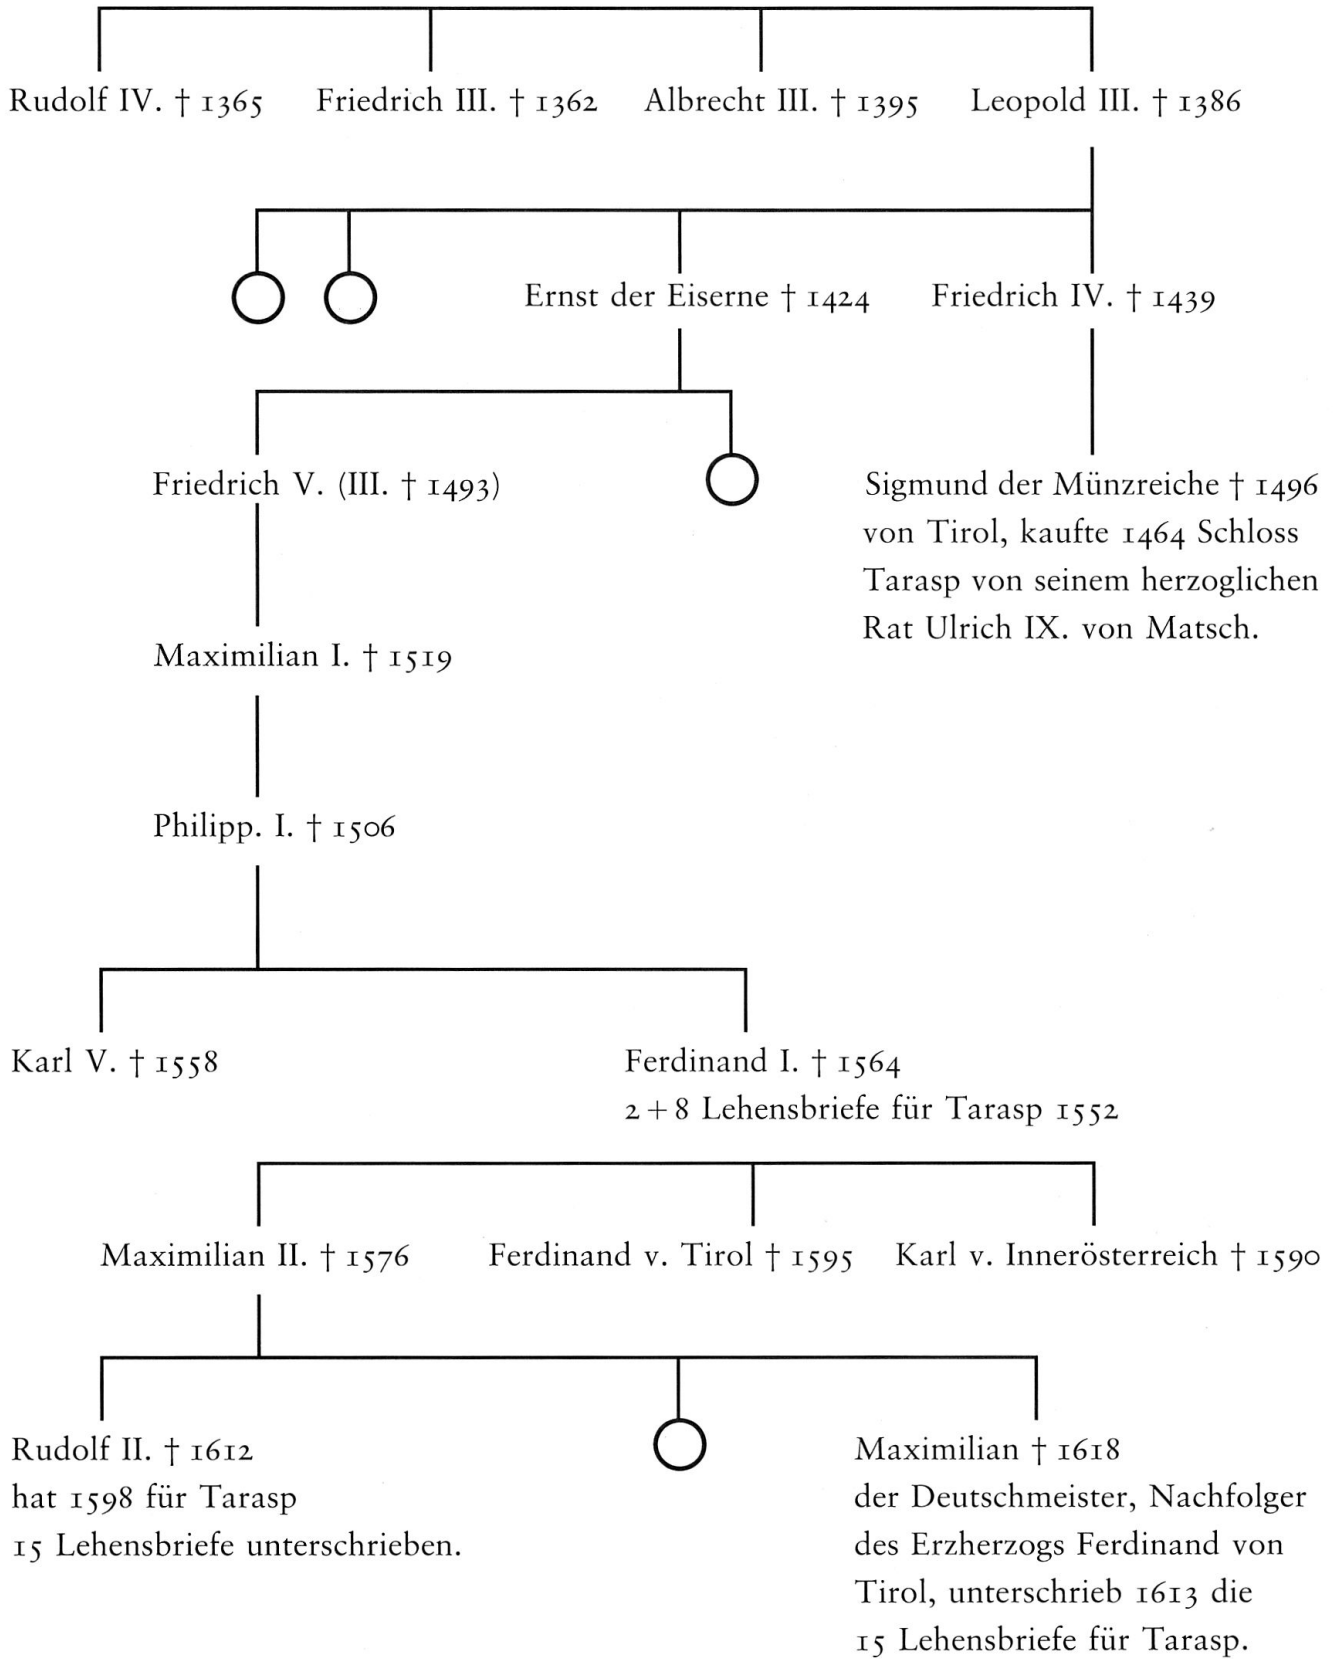 Rudolf IV. † 1365 Friedrich III. † 1362 Albrecht III. † 1395 Leopold III. † 1386
Ernst der Eiserne † 1424 Friedrich IV. † 1439
Friedrich V. (III. † 1493)
Sigmund der Münzreiche † 1496
von Tirol, kaufte 1464 Schloss
Tarasp von seinem herzoglichen
Rat Ulrich IX. von Matsch.
Maximilian I. † 1519
Philipp. I. † 1506
Karl V. † 1558
Ferdinand I. † 1564
2 + 8 Lehensbriefe für Tarasp 1552
Maximilian II. † 1576 Ferdinand v. Tirol † 1595 Karl v. Innerösterreich † 1590
Rudolf II. † 1612
hat 1598 für Tarasp
15 Lehensbriefe unterschrieben.
Maximilian † 1618
der Deutschmeister, Nachfolger
des Erzherzogs Ferdinand von
Tirol, unterschrieb 1613 die
15 Lehensbriefe für Tarasp.